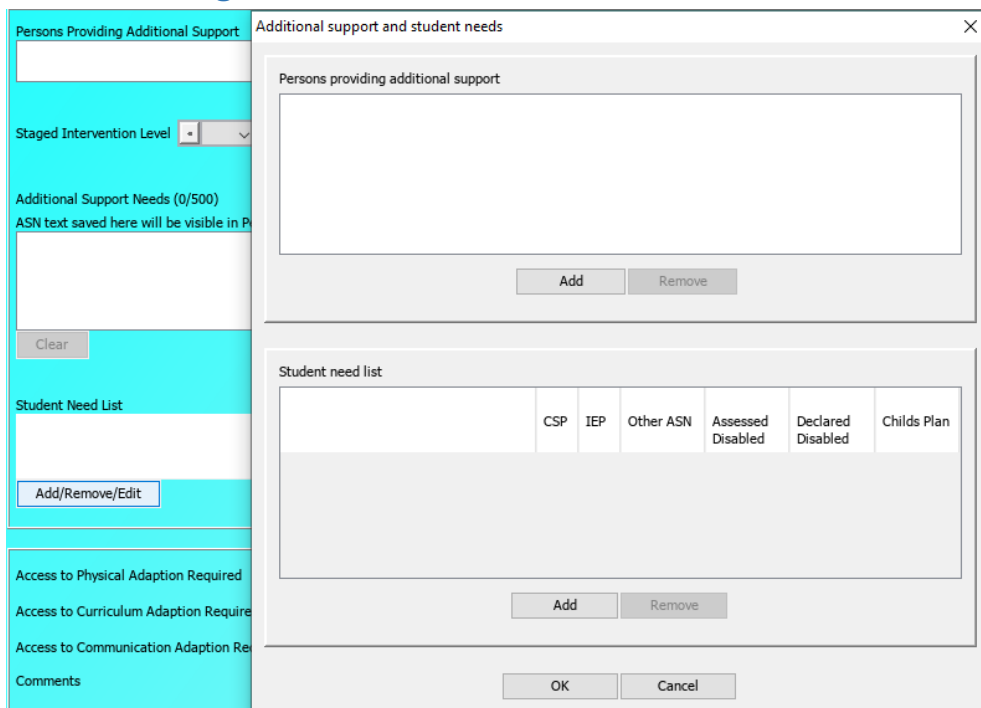 Persons Providing Additional Support
Staged Intervention Level
Additional Support Needs (0/500)
ASN text saved here will be visible in
Clear
Student Need List
Add/Remove/Edit
Access to Physical Adaption Required
Access to Curriculum Adaption Require
Access to Communication Adaption Re
Comments
Additional support and student needs
Persons providing additional support
Add Remove
Student need list
CSP IEP Other ASN Assessed Disabled Declared Disabled Childs Plan
Add Remove
OK Cancel